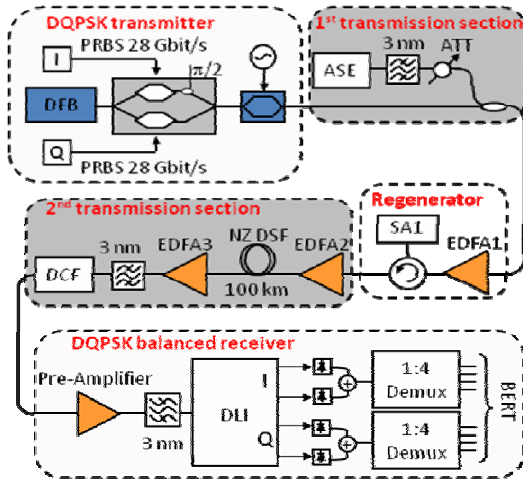 DQPSK transmitter
PRBS 28 Gbit/s
I
π/2
DFB
Q
PRBS 28 Gbit/s
1st transmission section
3 nm
ATT
ASE
Regenerator
SA1
EDFA1
2nd transmission section
3 nm
EDFA3
NZ DSF
EDFA2
DCF
100 km
DQPSK balanced receiver
Pre-Amplifier
3 nm
DLI
I
Q
1:4
Demux
1:4
Demux
BERT